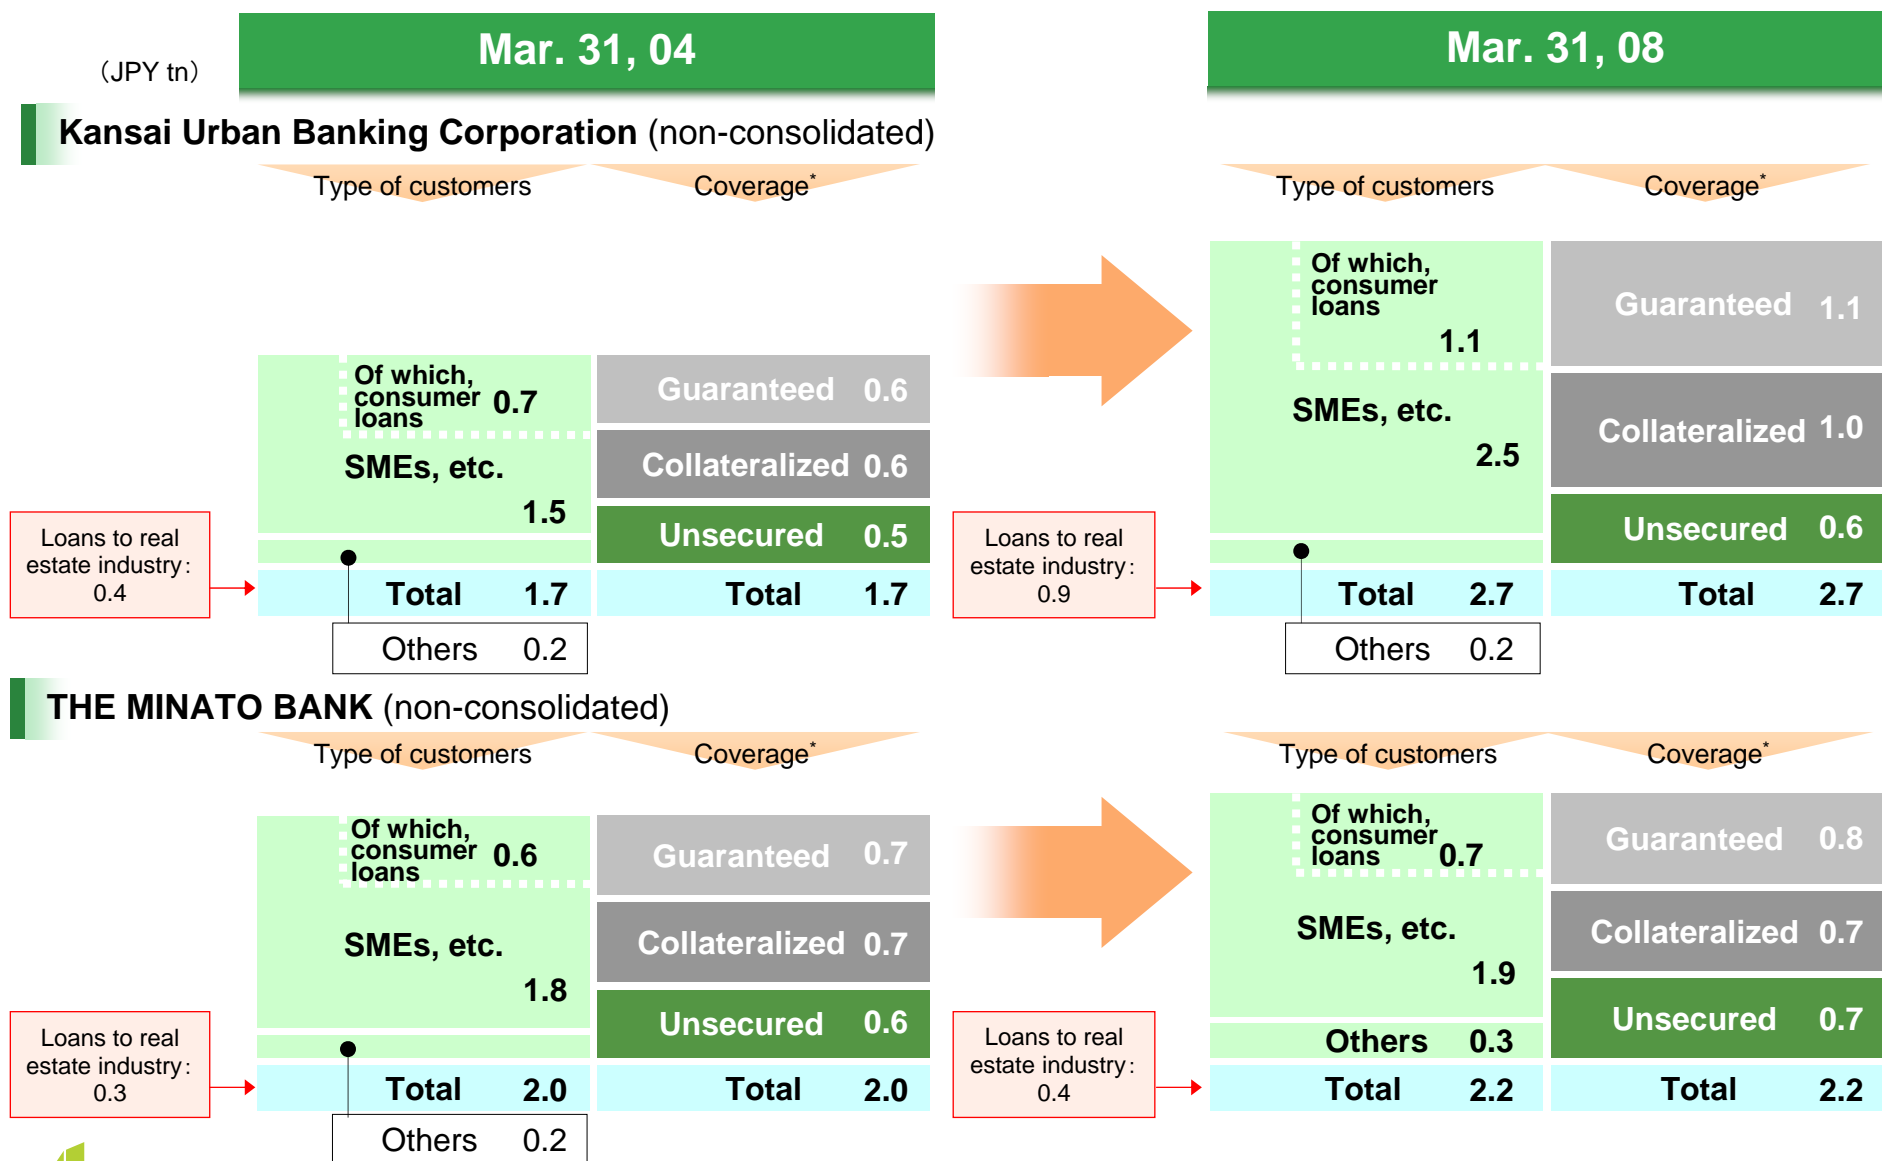 Mar. 31, 04
Mar. 31, 08
（JPY tn）
Kansai Urban Banking Corporation (non-consolidated)
Type of customers
Coverage*
Type of customers
Coverage*
Of which,
consumer
loans
0.7
SMEs, etc.
1.5
Guaranteed 0.6
Collateralized 0.6
Unsecured 0.5
Loans to real
estate industry:
0.4
Total 1.7
Total 1.7
Others 0.2
Of which,
consumer
loans
1.1
SMEs, etc.
2.5
Guaranteed 1.1
Collateralized 1.0
Unsecured 0.6
Loans to real
estate industry:
0.9
Total 2.7
Total 2.7
Others 0.2
THE MINATO BANK (non-consolidated)
Type of customers
Coverage*
Type of customers
Coverage*
Of which,
consumer
loans
0.6
SMEs, etc.
1.8
Guaranteed 0.7
Collateralized 0.7
Unsecured 0.6
Loans to real
estate industry:
0.3
Total 2.0
Total 2.0
Others 0.2
Of which,
consumer
loans
0.7
SMEs, etc.
1.9
Others 0.3
Guaranteed 0.8
Collateralized 0.7
Unsecured 0.7
Loans to real
estate industry:
0.4
Total 2.2
Total 2.2